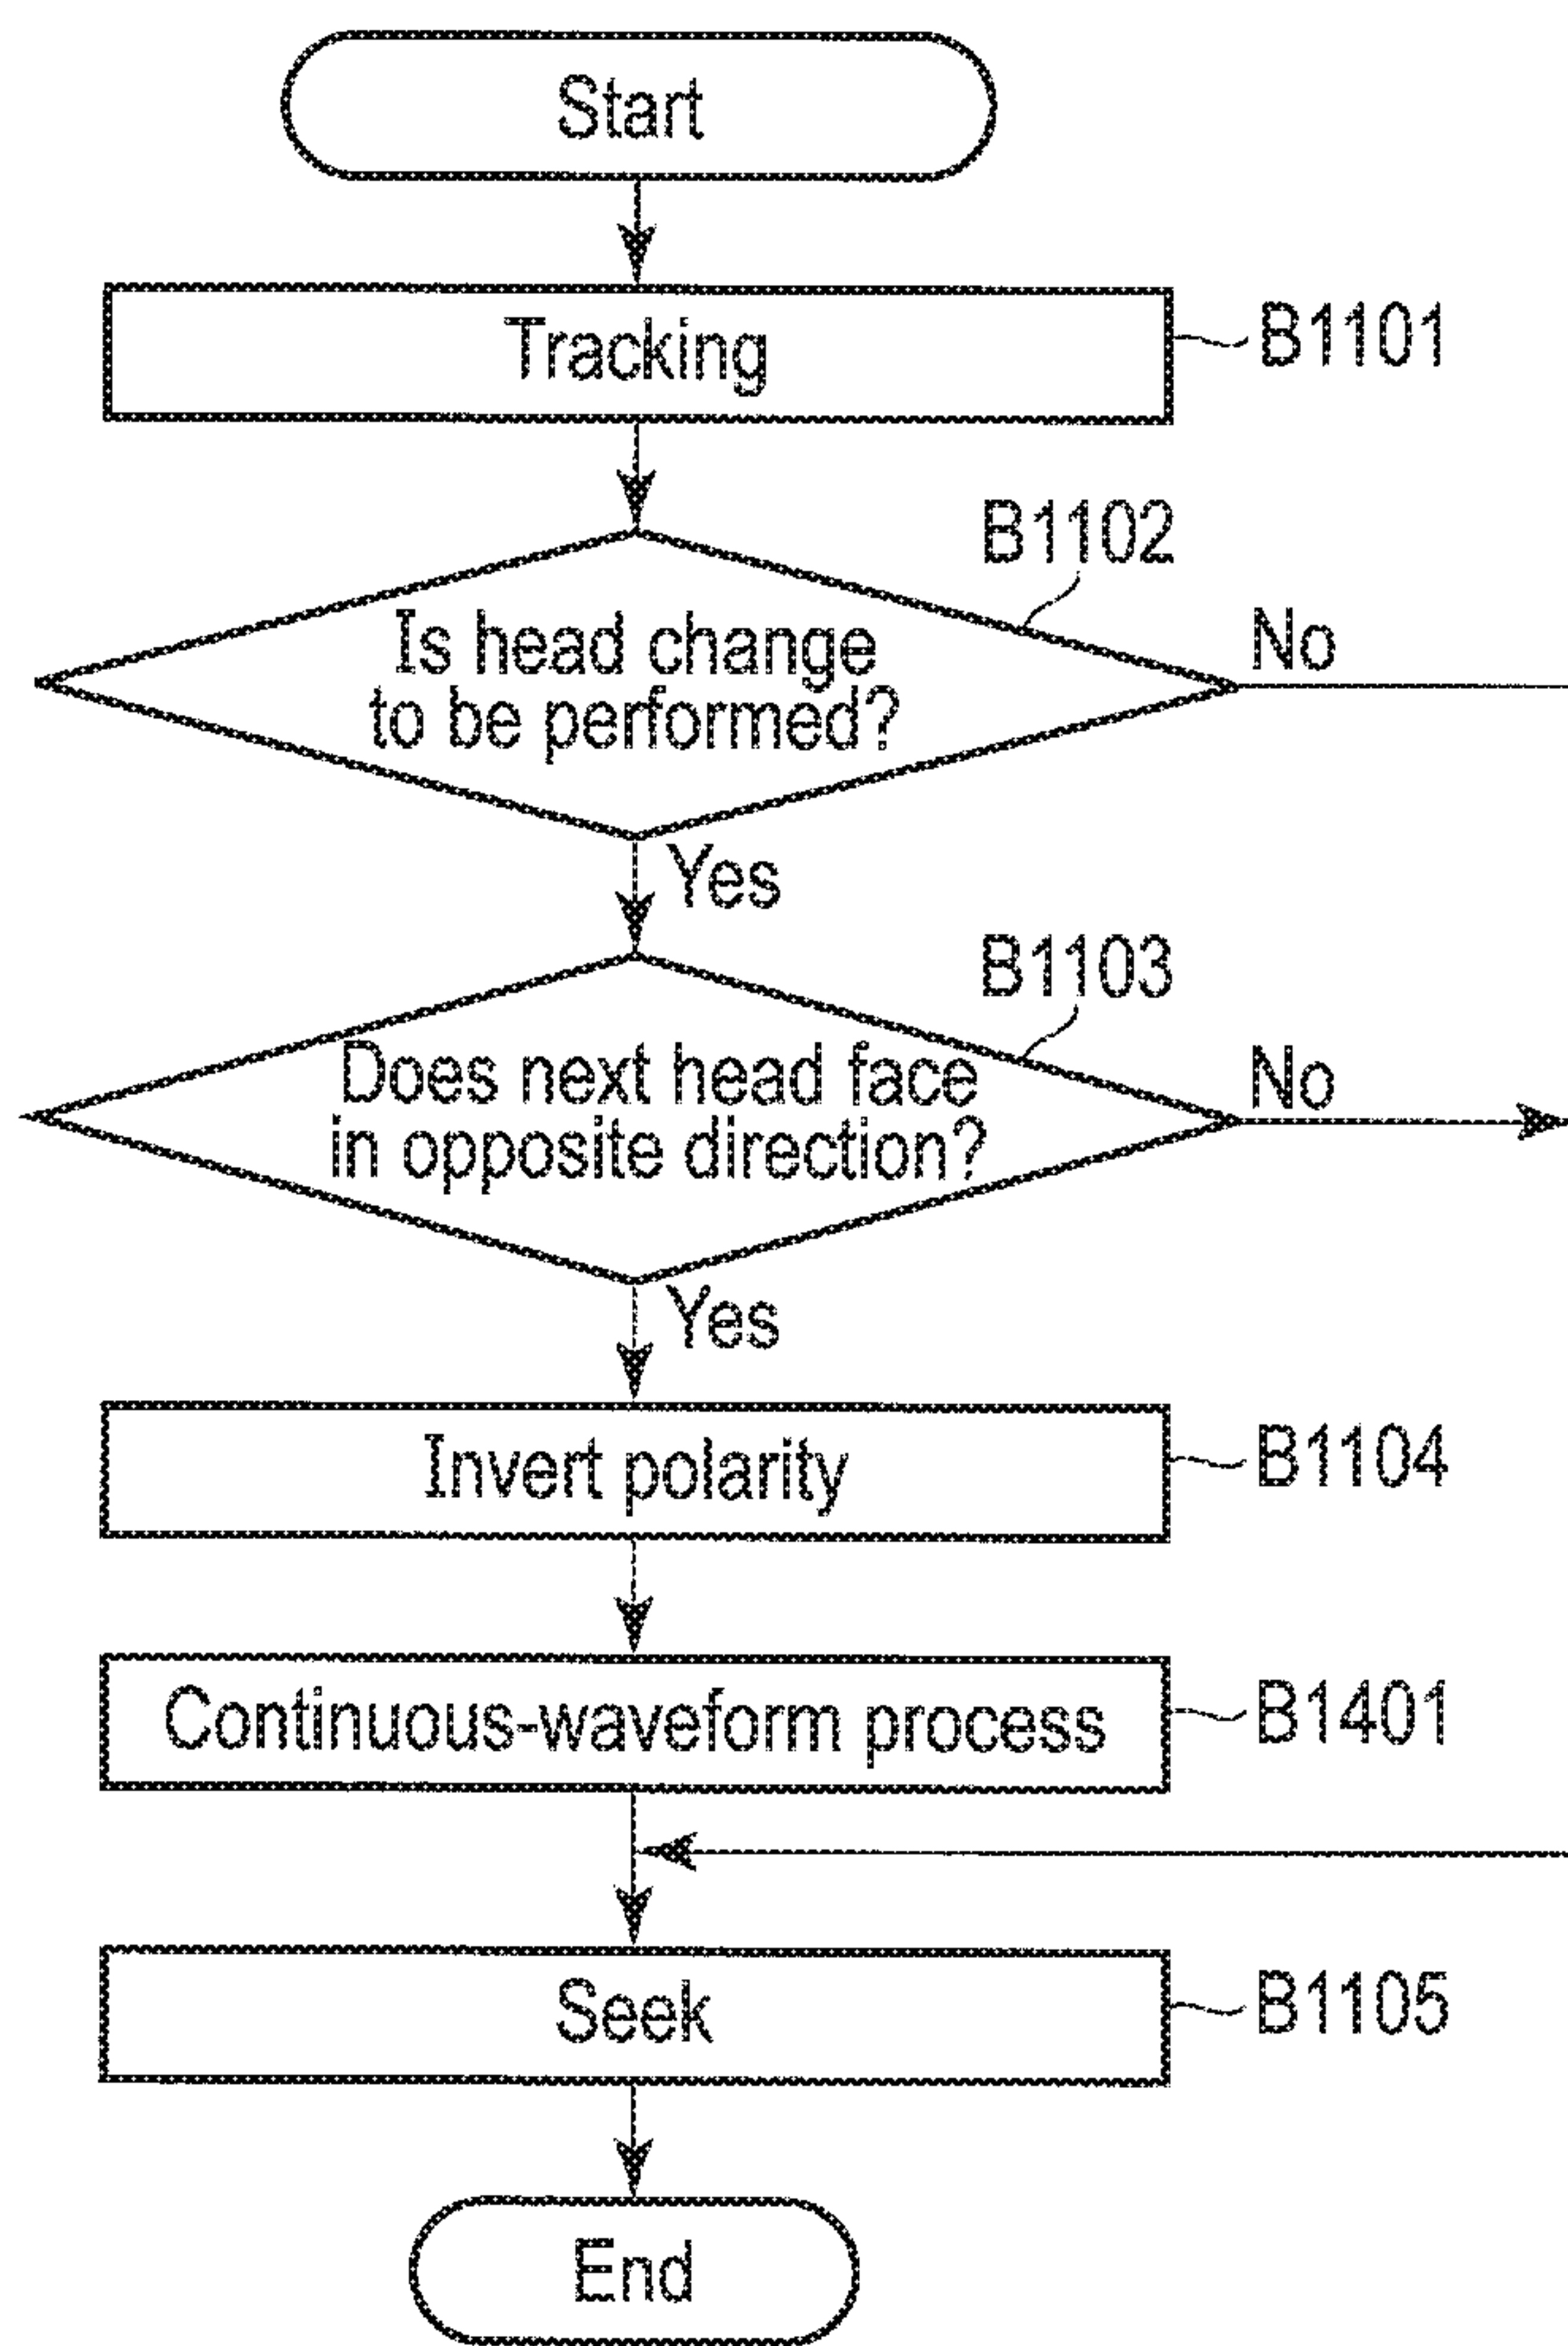 Start
Tracking
B1101
B1102
Is head change
to be performed?
No
Yes
B1103
Does next head face
in opposite direction?
No
Yes
Invert polarity
B1104
Continuous-waveform process
B1401
Seek
B1105
End